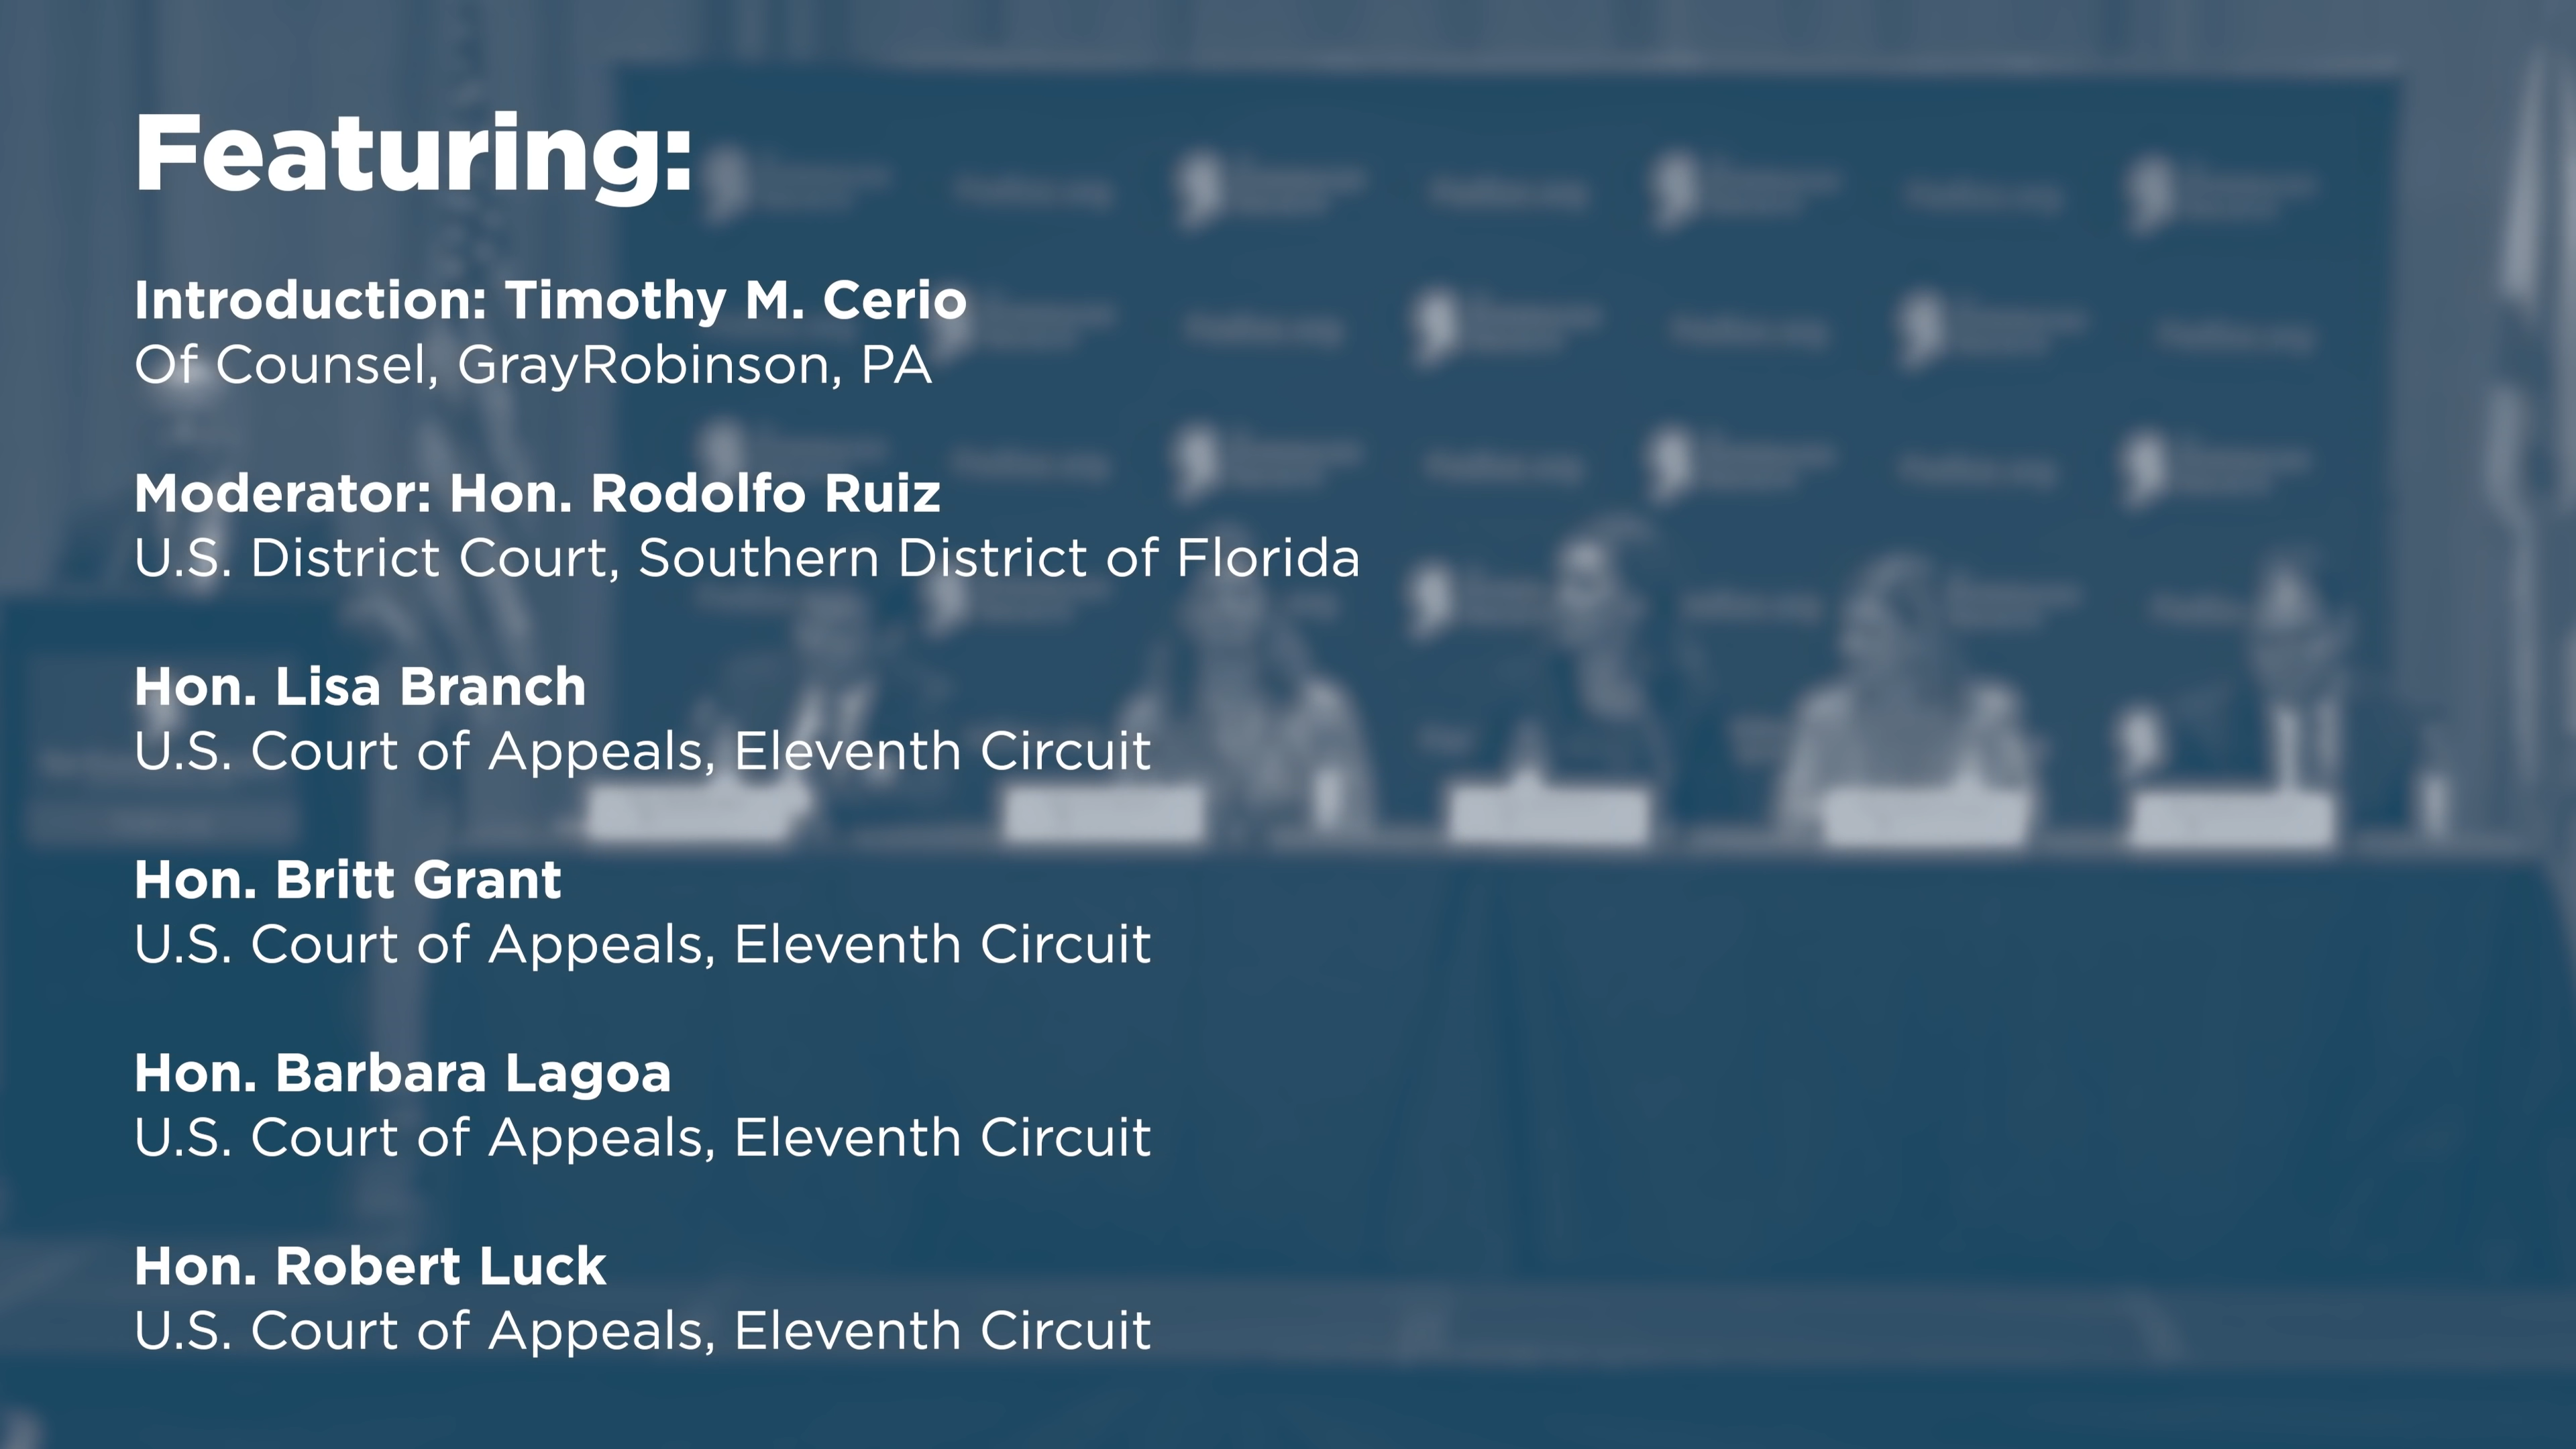 Featuring:
Introduction: Timothy M. Cerio
Of Counsel, GrayRobinson, PA
Moderator: Hon. Rodolfo Ruiz
U.S. District Court, Southern District of Florida
Hon. Lisa Branch
U.S. Court of Appeals, Eleventh Circuit
Hon. Britt Grant
U.S. Court of Appeals, Eleventh Circuit
Hon. Barbara Lagoa
U.S. Court of Appeals, Eleventh Circuit
Hon. Robert Luck
U.S. Court of Appeals, Eleventh Circuit